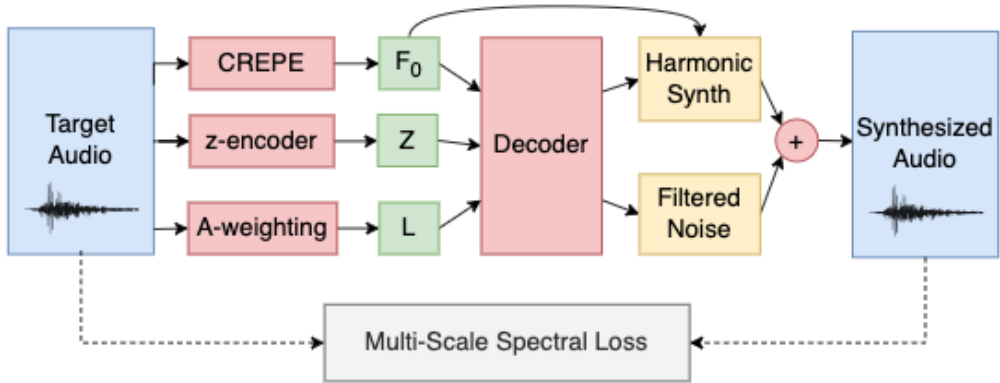 Target
Audio
CREPE
z-encoder
A-weighting
F0
Z
L
Decoder
Harmonic
Synth
Filtered
Noise
+
Synthesized
Audio
Multi-Scale Spectral Loss